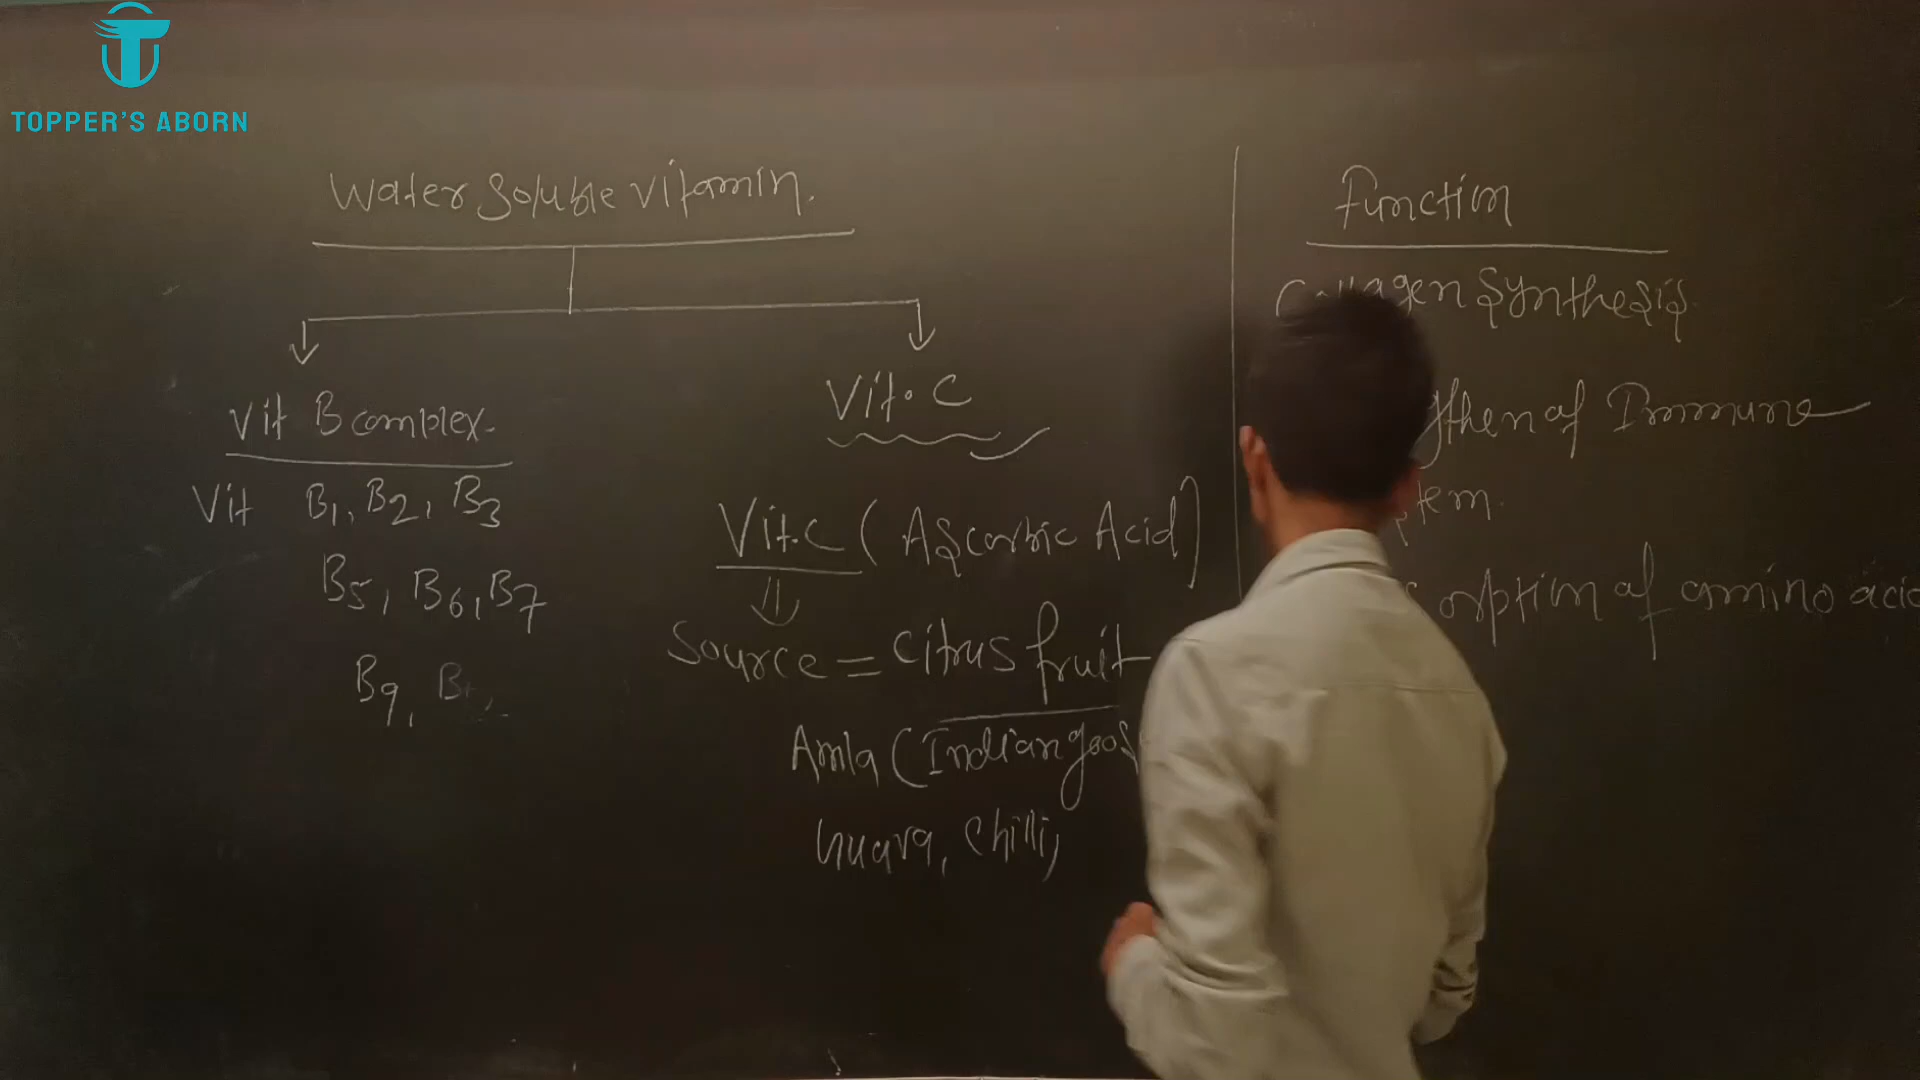 TOPPER'S ABORN
Water Soluble vitamin.
Vit B complex.
Vit B1, B2, B3
B5, B6, B7
B9,
Vit. C
Vit.C (Ascorbic Acid)
Source = Citrus fruit
Amla (Indian
Guava, Chilli,
Function
Synthesis.
of Immune
of amino acid